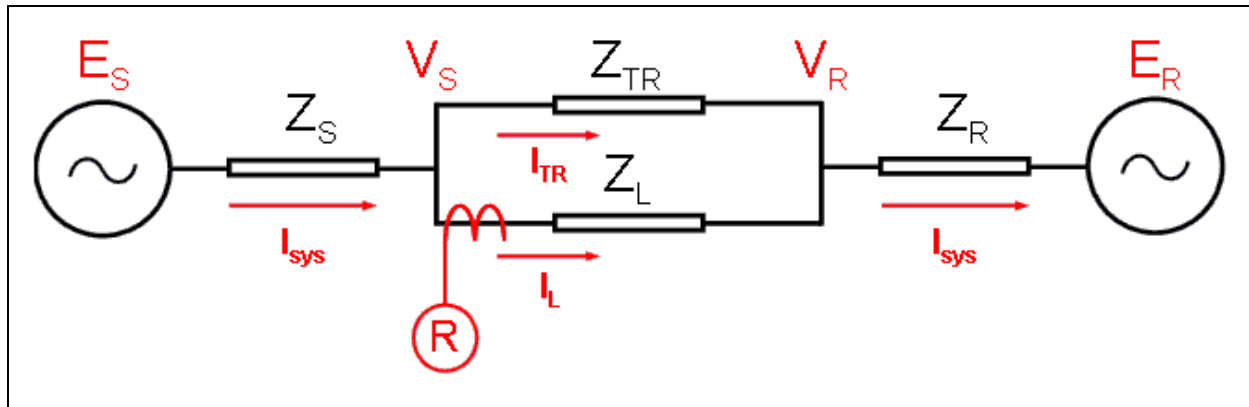 E_S
V_S
Z_TR
V_R
E_R
Z_S
Z_R
I_TR
Z_L
I_sys
I_L
I_sys
R